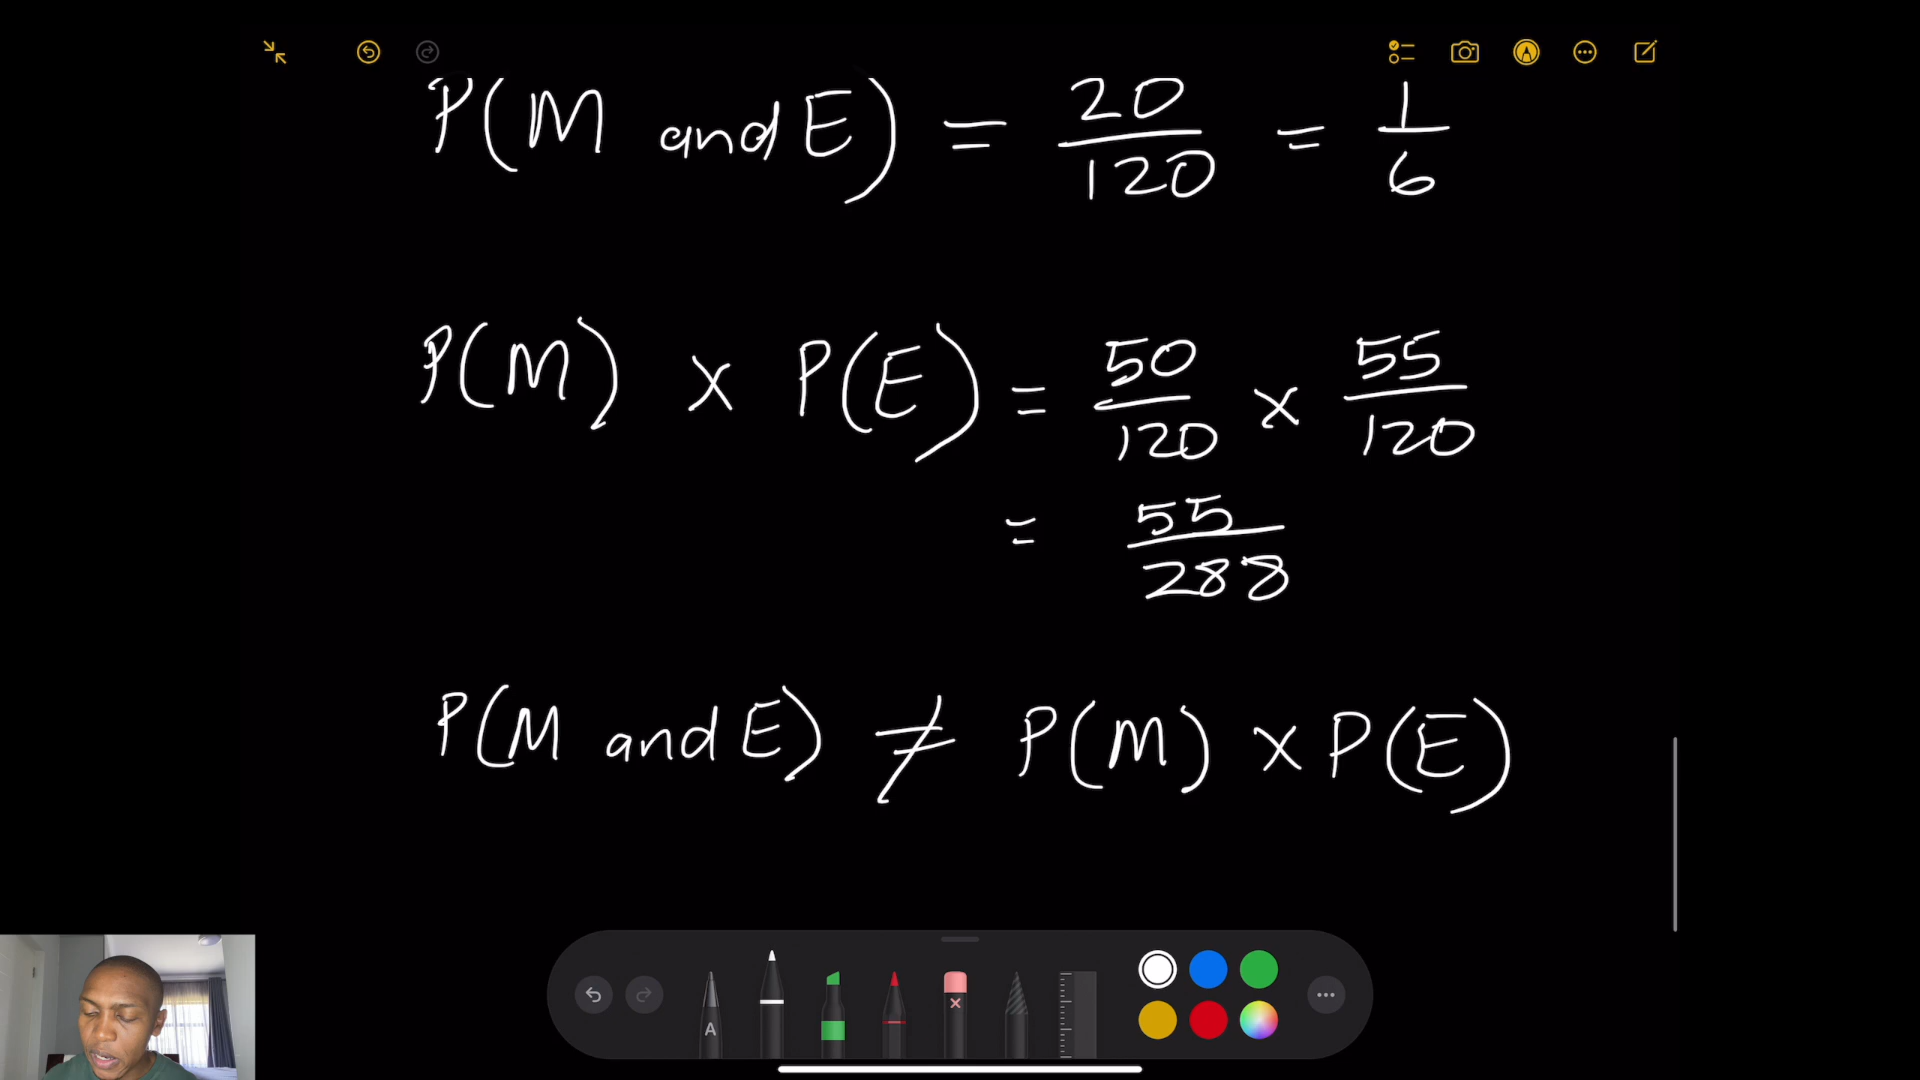 P(M and E) = 20/120 = 1/6
P(M) x P(E) = 50/120 x 55/120
= 55/288
P(M and E) ≠ P(M) x P(E)
A